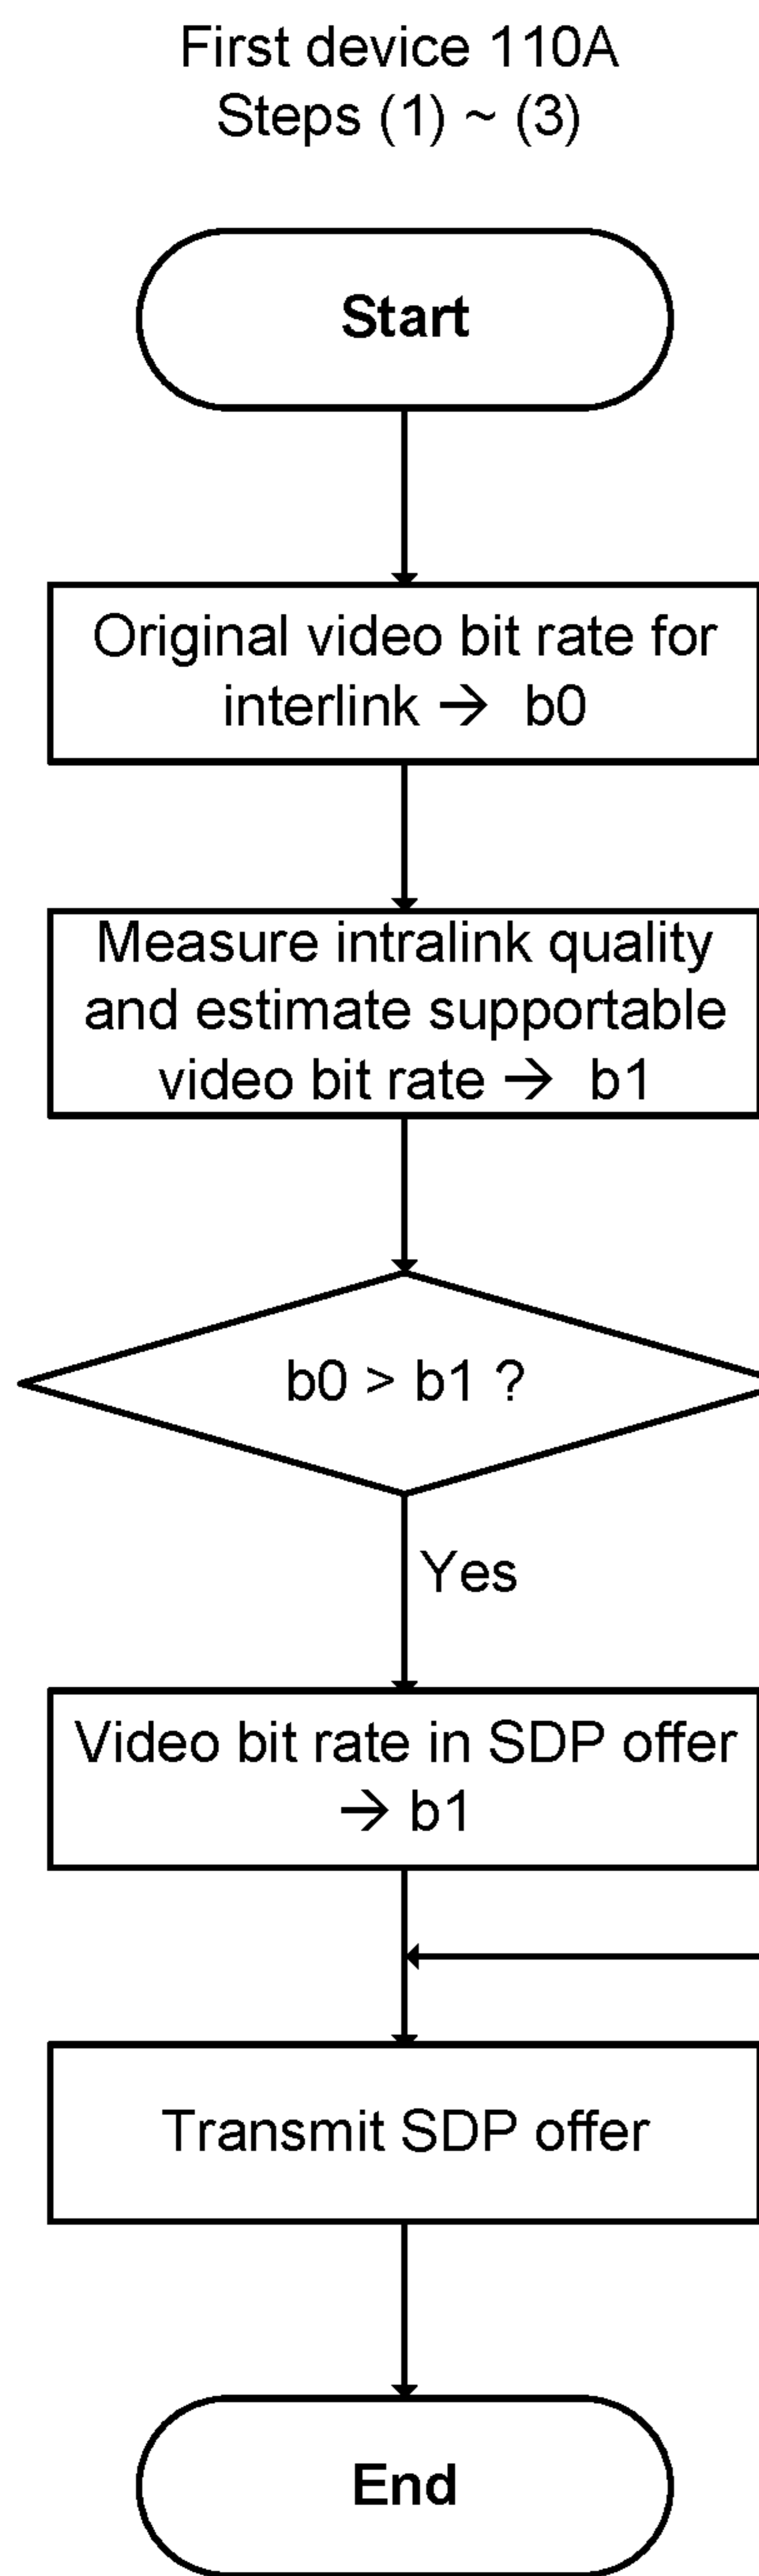 First device 110A
Steps (1) ~ (3)
Start
Original video bit rate for
interlink → b0
Measure intralink quality
and estimate supportable
video bit rate → b1
b0 > b1 ?
Yes
Video bit rate in SDP offer
→ b1
Transmit SDP offer
End